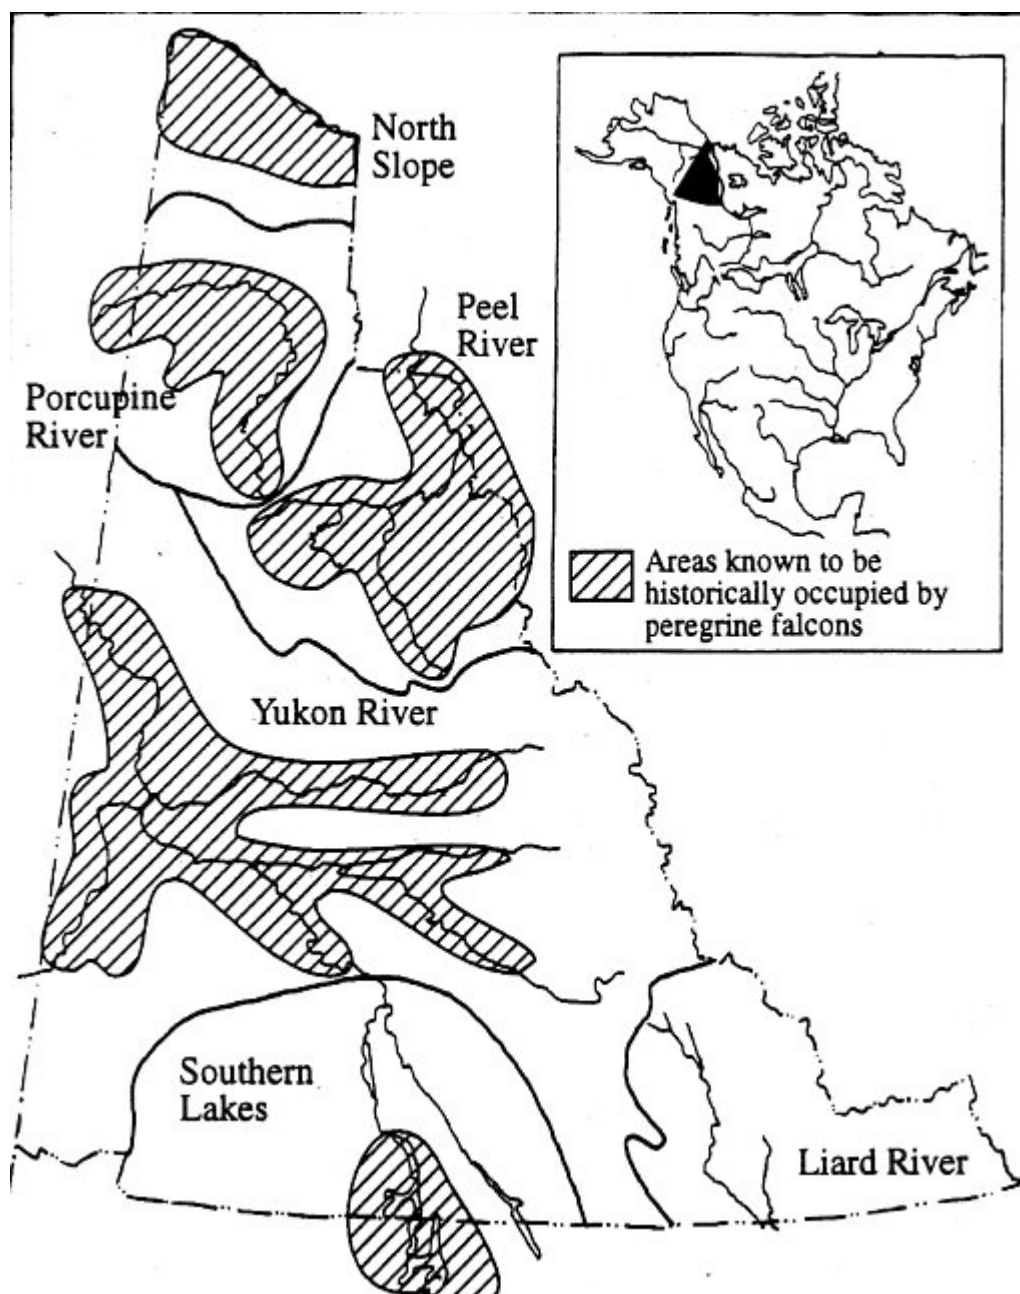 North
Slope
Peel
River
Porcupine
River
Areas known to be
historically occupied by
peregrine falcons
Yukon River
Southern
Lakes
Liard River